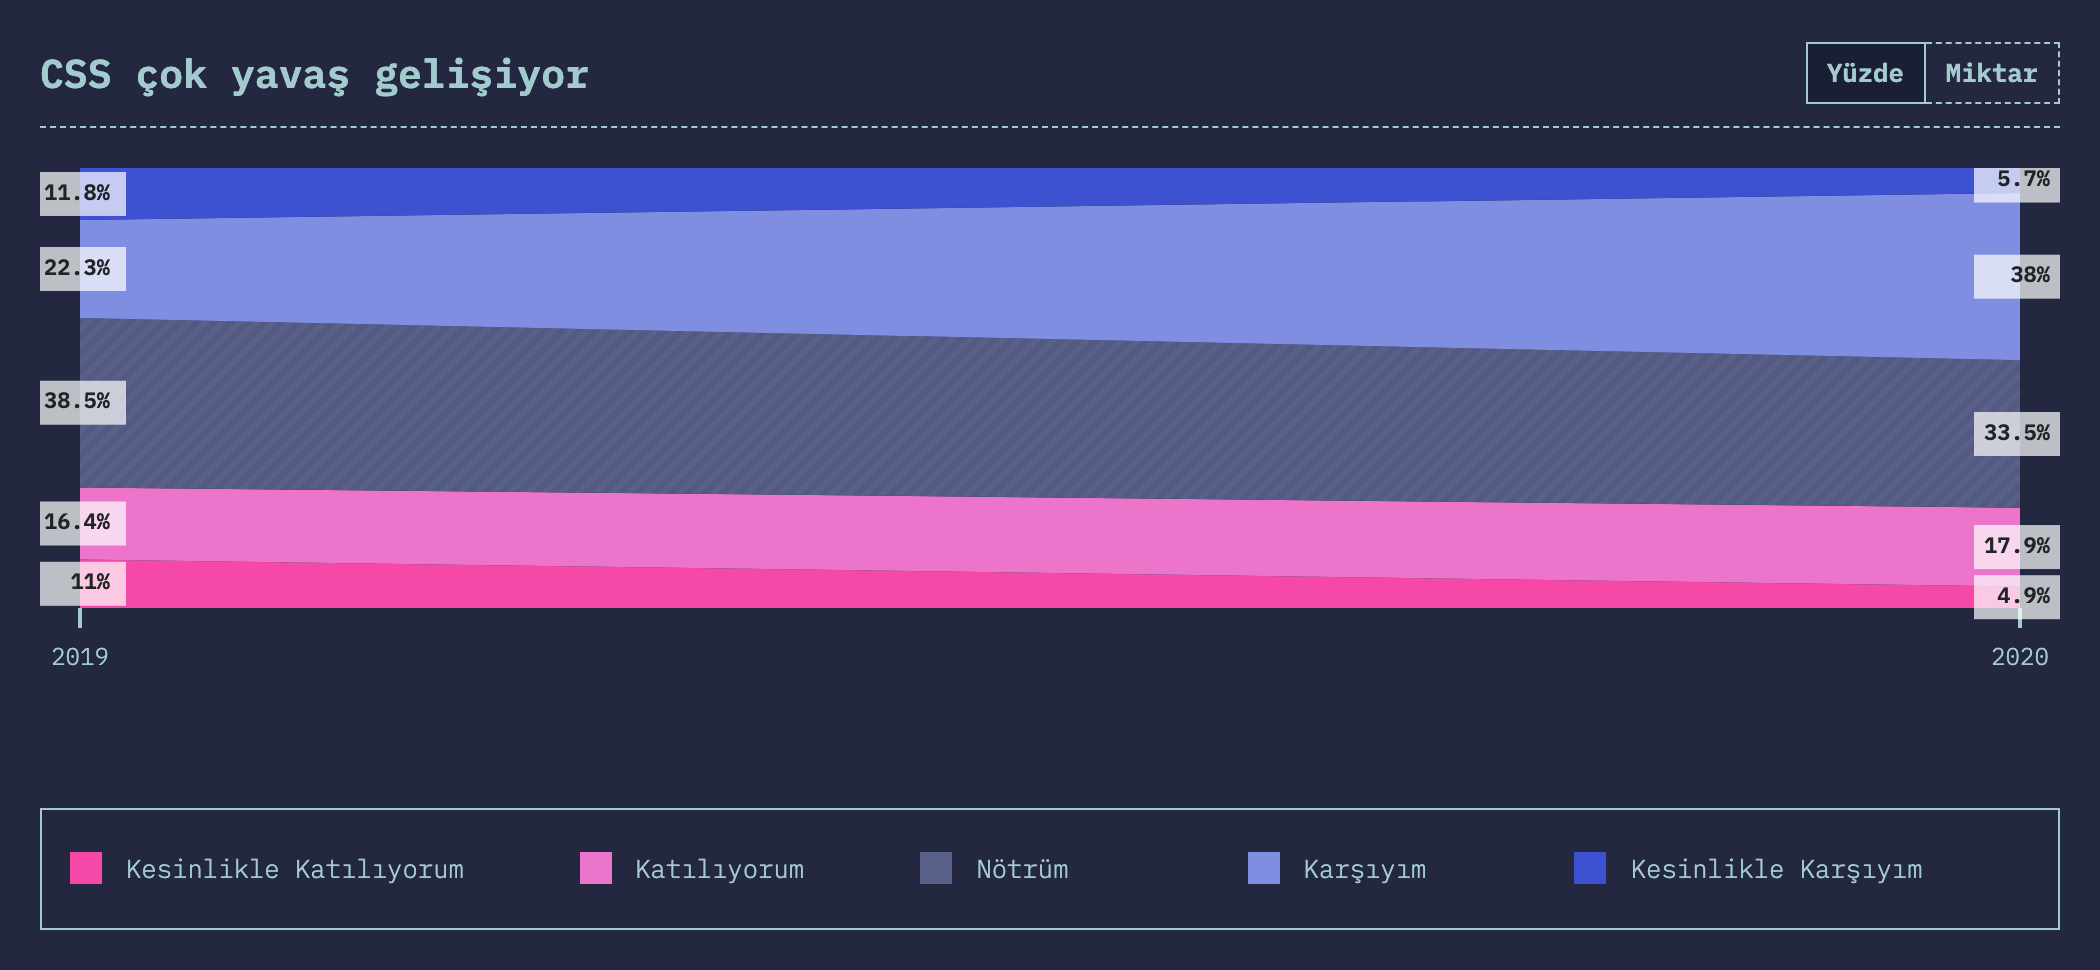 CSS çok yavaş gelişiyor
Yüzde Miktar
11.8% 5.7%
22.3% 38%
38.5% 33.5%
16.4% 17.9%
11% 4.9%
2019 2020
Kesinlikle Katılıyorum Katılıyorum Nötrüm Karşıyım Kesinlikle Karşıyım